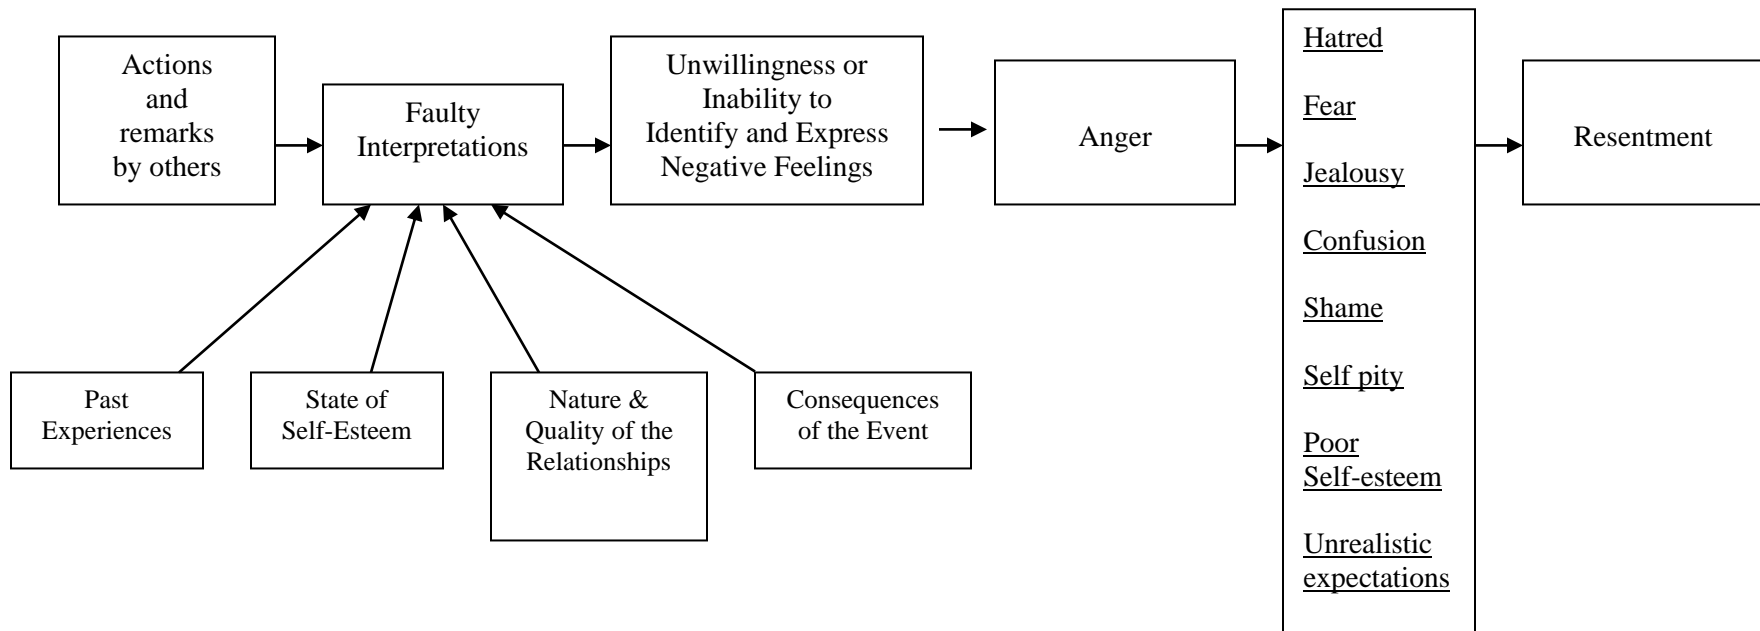 Actions
and
remarks
by others
Faulty
Interpretations
Unwillingness or
Inability to
Identify and Express
Negative Feelings
Anger
Hatred
Fear
Jealousy
Confusion
Shame
Self pity
Poor
Self-esteem
Unrealistic
expectations
Resentment
Past
Experiences
State of
Self-Esteem
Nature &
Quality of the
Relationships
Consequences
of the Event